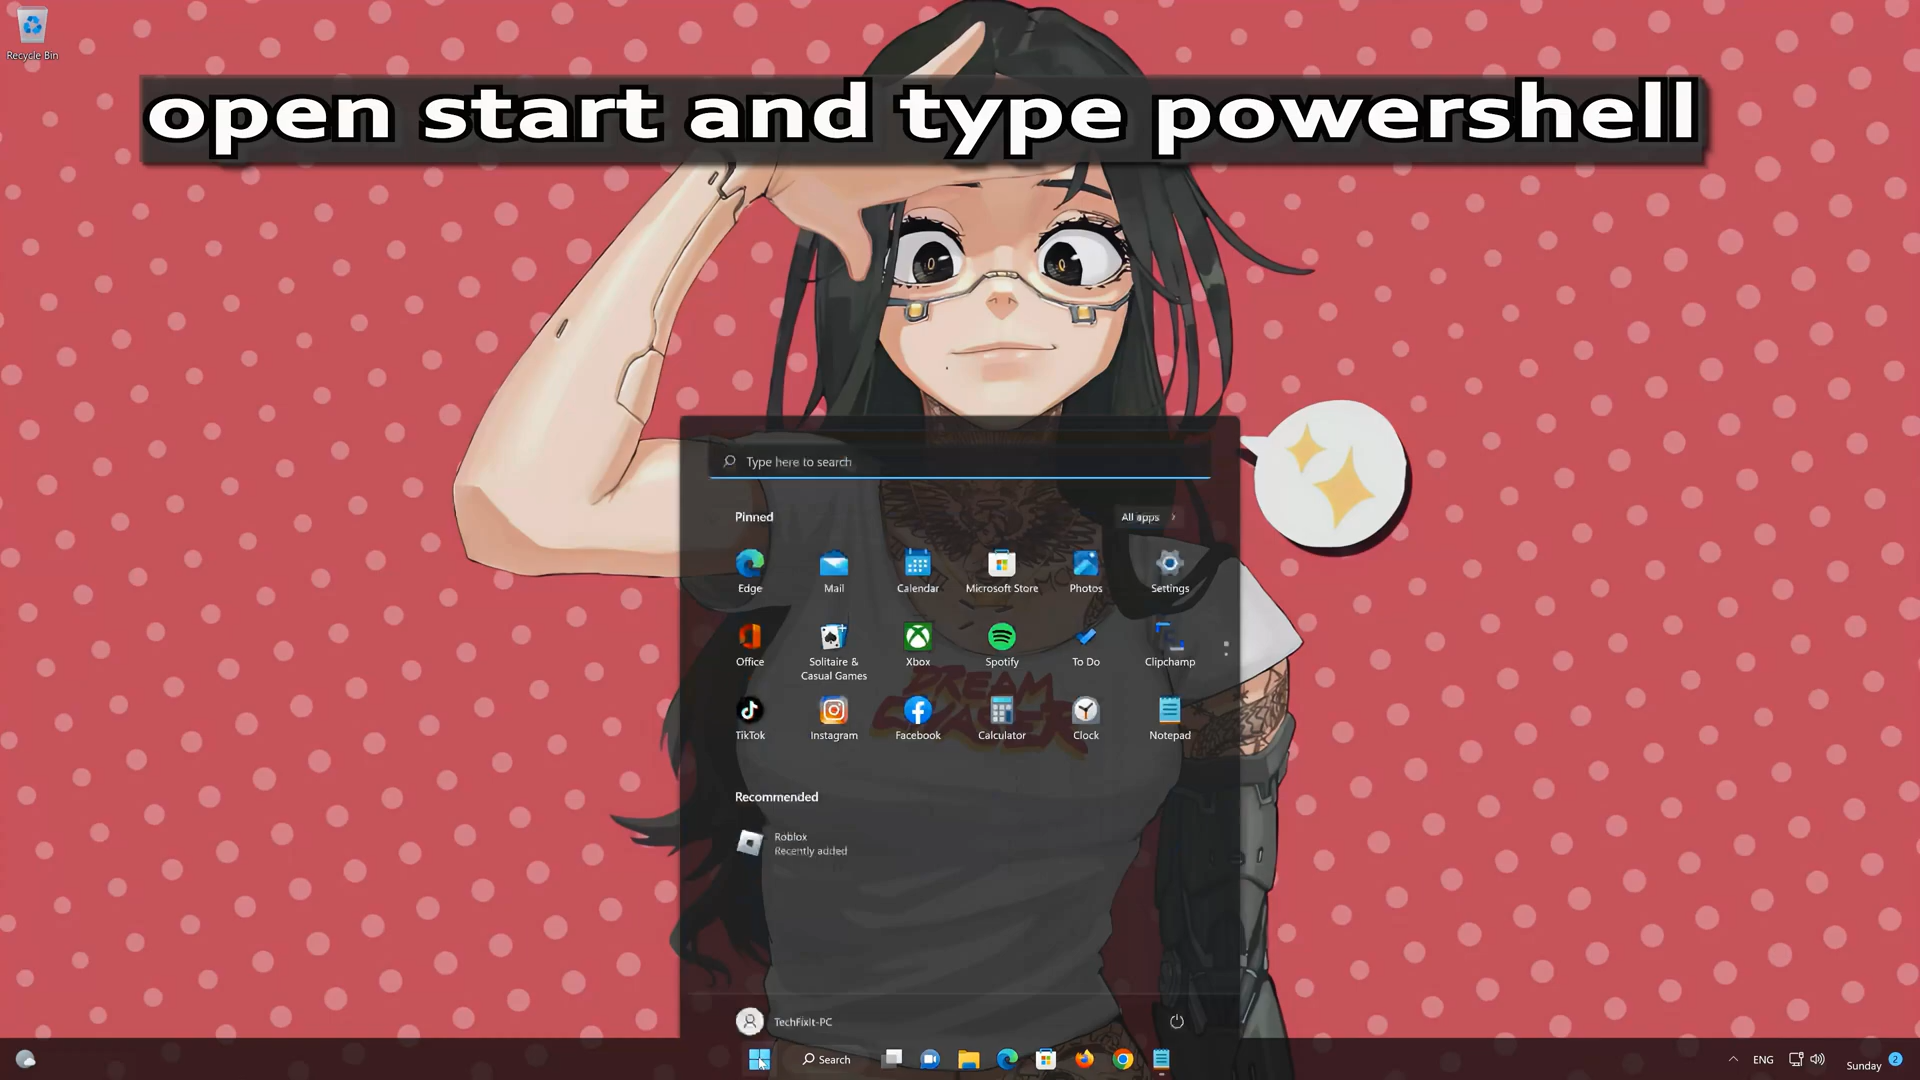 Recycle Bin
open start and type powershell
Type here to search
Pinned
All apps
Edge
Mail
Calendar
Microsoft Store
Photos
Settings
Office
Solitaire &
Casual Games
Xbox
Spotify
To Do
Clipchamp
TikTok
Instagram
Facebook
Calculator
Clock
Notepad
Recommended
Roblox
Recently added
TechFixIt-PC
Search
ENG
Sunday
2